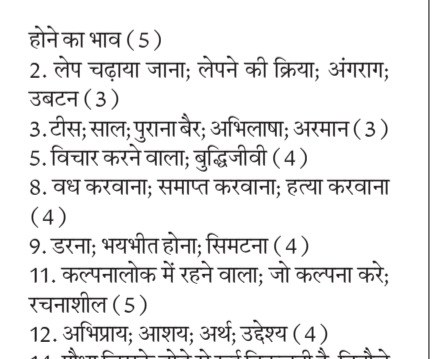 होने का भाव ( 5 )
2. लेप चढ़ाया जाना; लेपने की क्रिया; अंगराग;
उबटन ( 3 )
3. टीस; साल; पुराना बैर; अभिलाषा; अरमान ( 3 )
5. विचार करने वाला; बुद्धिजीवी ( 4 )
8. वध करवाना; समाप्त करवाना; हत्या करवाना
( 4 )
9. डरना; भयभीत होना; सिमटना ( 4 )
11. कल्पनालोक में रहने वाला; जो कल्पना करे;
रचनाशील ( 5 )
12. अभिप्राय; आशय; अर्थ; उद्देश्य ( 4 )